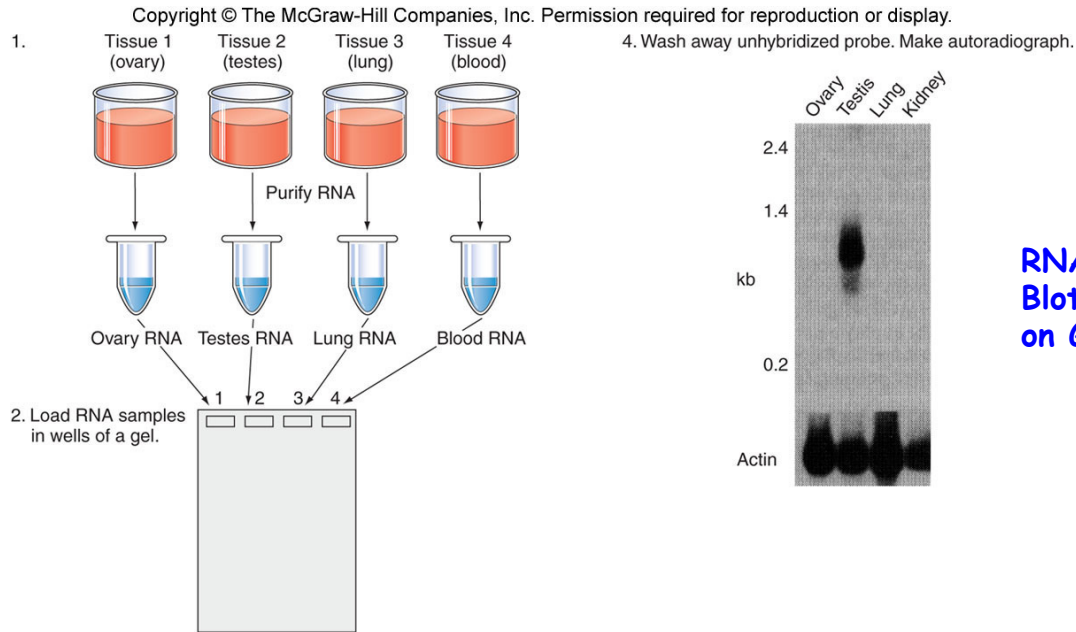 Copyright © The McGraw-Hill Companies, Inc. Permission required for reproduction or display.
1.
Tissue 1
(ovary)
Tissue 2
(testes)
Tissue 3
(lung)
Tissue 4
(blood)
Purify RNA
Ovary RNA
Testes RNA
Lung RNA
Blood RNA
2. Load RNA samples
in wells of a gel.
1 2 3 4
4. Wash away unhybridized probe. Make autoradiograph.
Ovary
Testis
Lung
Kidney
2.4
1.4
kb
0.2
Actin
Blot
on